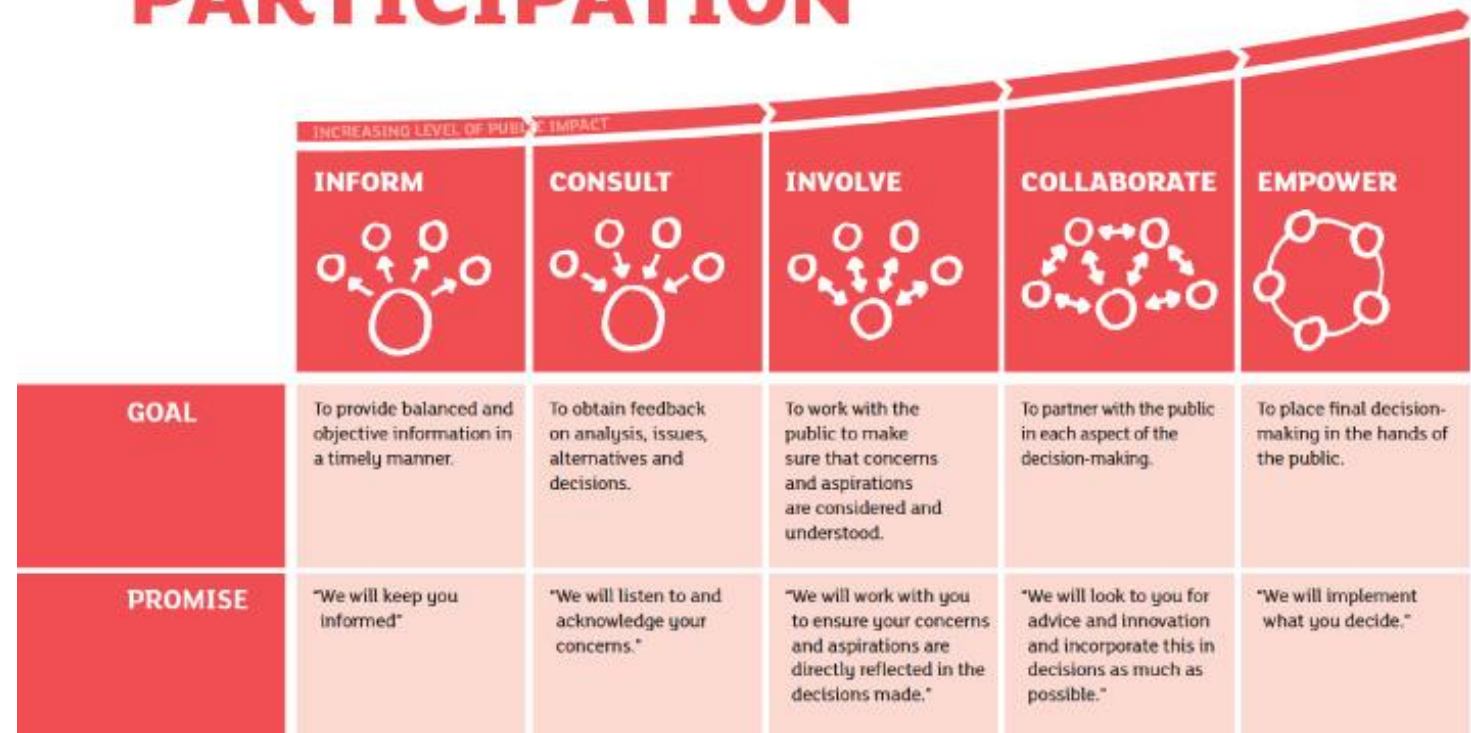 PARTICIPATION
INCREASING LEVEL OF PUBLIC IMPACT
INFORM
CONSULT
INVOLVE
COLLABORATE
EMPOWER
GOAL
To provide balanced and
objective information in
a timely manner.
To obtain feedback
on analysis, issues,
alternatives and
decisions.
To work with the
public to make
sure that concerns
and aspirations
are considered and
understood.
To partner with the public
in each aspect of the
decision-making.
To place final decision-
making in the hands of
the public.
PROMISE
"We will keep you
informed"
"We will listen to and
acknowledge your
concerns."
"We will work with you
to ensure your concerns
and aspirations are
directly reflected in the
decisions made."
"We will look to you for
advice and innovation
and incorporate this in
decisions as much as
possible."
"We will implement
what you decide."